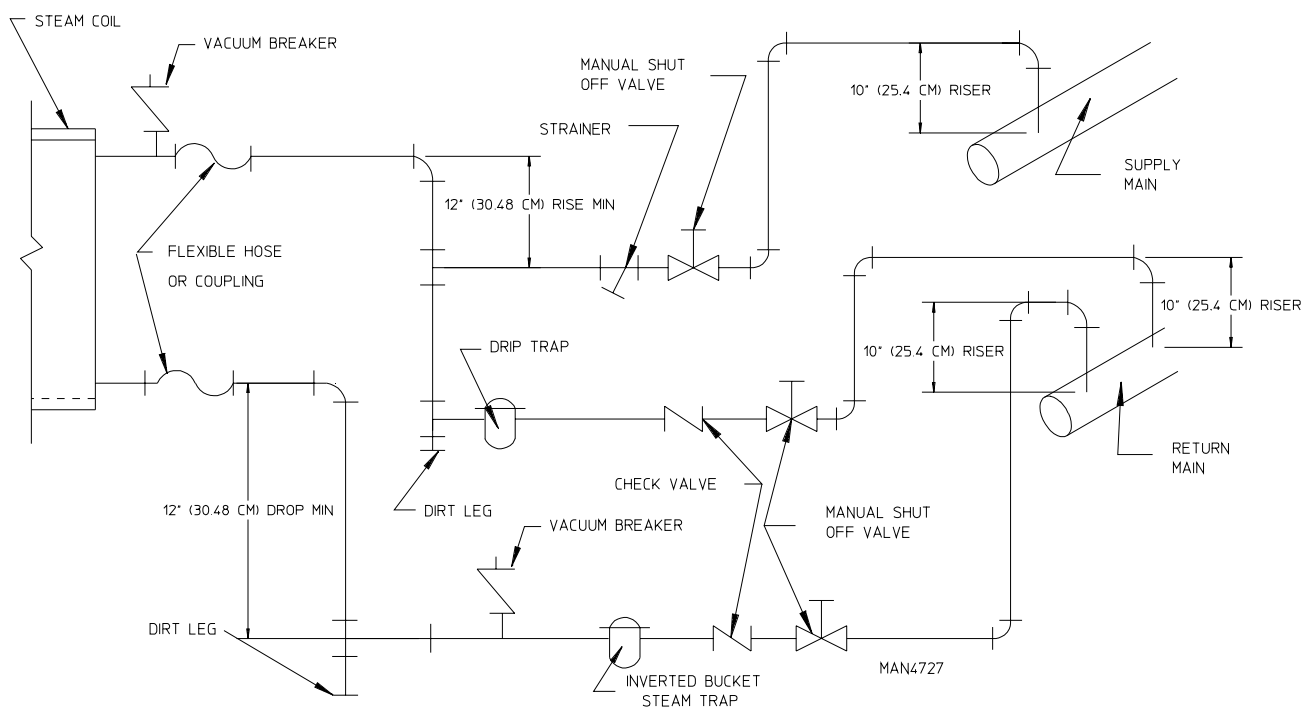 STEAM COIL
VACUUM BREAKER
MANUAL SHUT
OFF VALVE
10" (25.4 CM) RISER
STRAINER
SUPPLY
MAIN
12" (30.48 CM) RISE MIN
FLEXIBLE HOSE
OR COUPLING
10" (25.4 CM) RISER
10" (25.4 CM) RISER
DRIP TRAP
RETURN
MAIN
CHECK VALVE
12" (30.48 CM) DROP MIN
DIRT LEG
MANUAL SHUT
OFF VALVE
VACUUM BREAKER
DIRT LEG
MAN4727
INVERTED BUCKET
STEAM TRAP